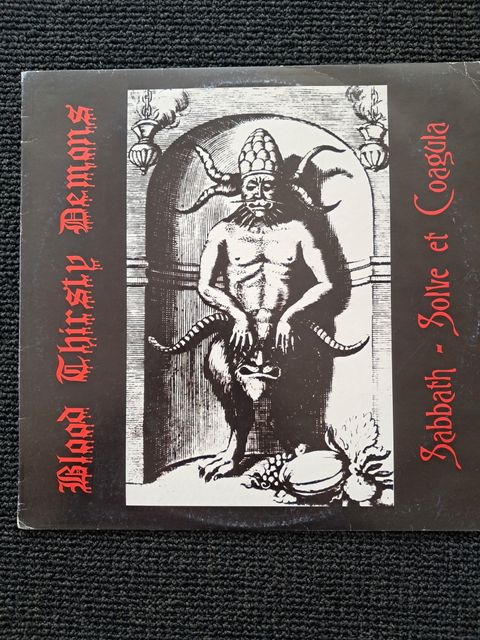 Blood Thirsty Demons
Sabbath - Solve et Coagula